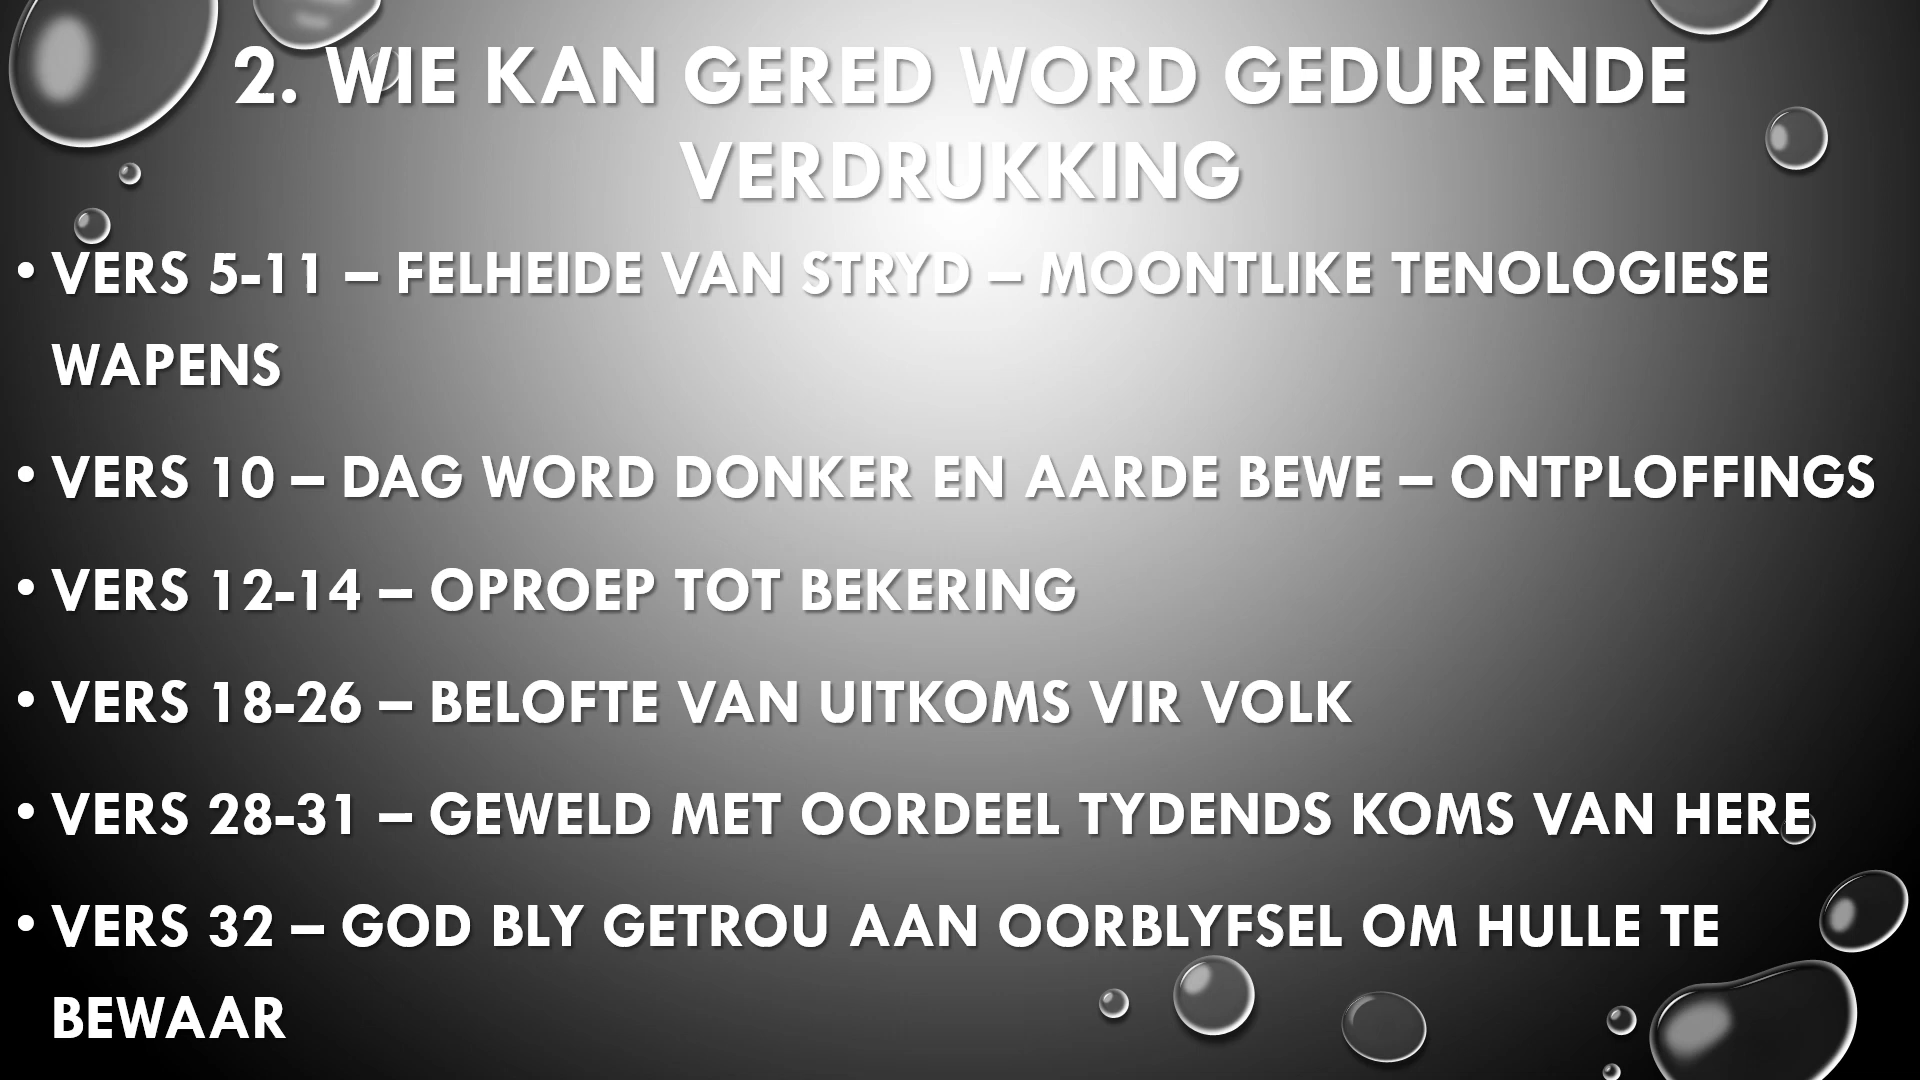 2. WIE KAN GERED WORD GEDURENDE
VERDRUKKING
• VERS 5-11 – FELHEIDE VAN STRYD – MOONTLIKE TENOLOGIESE
WAPENS
• VERS 10 – DAG WORD DONKER EN AARDE BEWE – ONTPLOFFINGS
• VERS 12-14 – OPROEP TOT BEKERING
• VERS 18-26 – BELOFTE VAN UITKOMS VIR VOLK
• VERS 28-31 – GEWELD MET OORDEEL TYDENDS KOMS VAN HERE
• VERS 32 – GOD BLY GETROU AAN OORBLYFSEL OM HULLE TE
BEWAAR